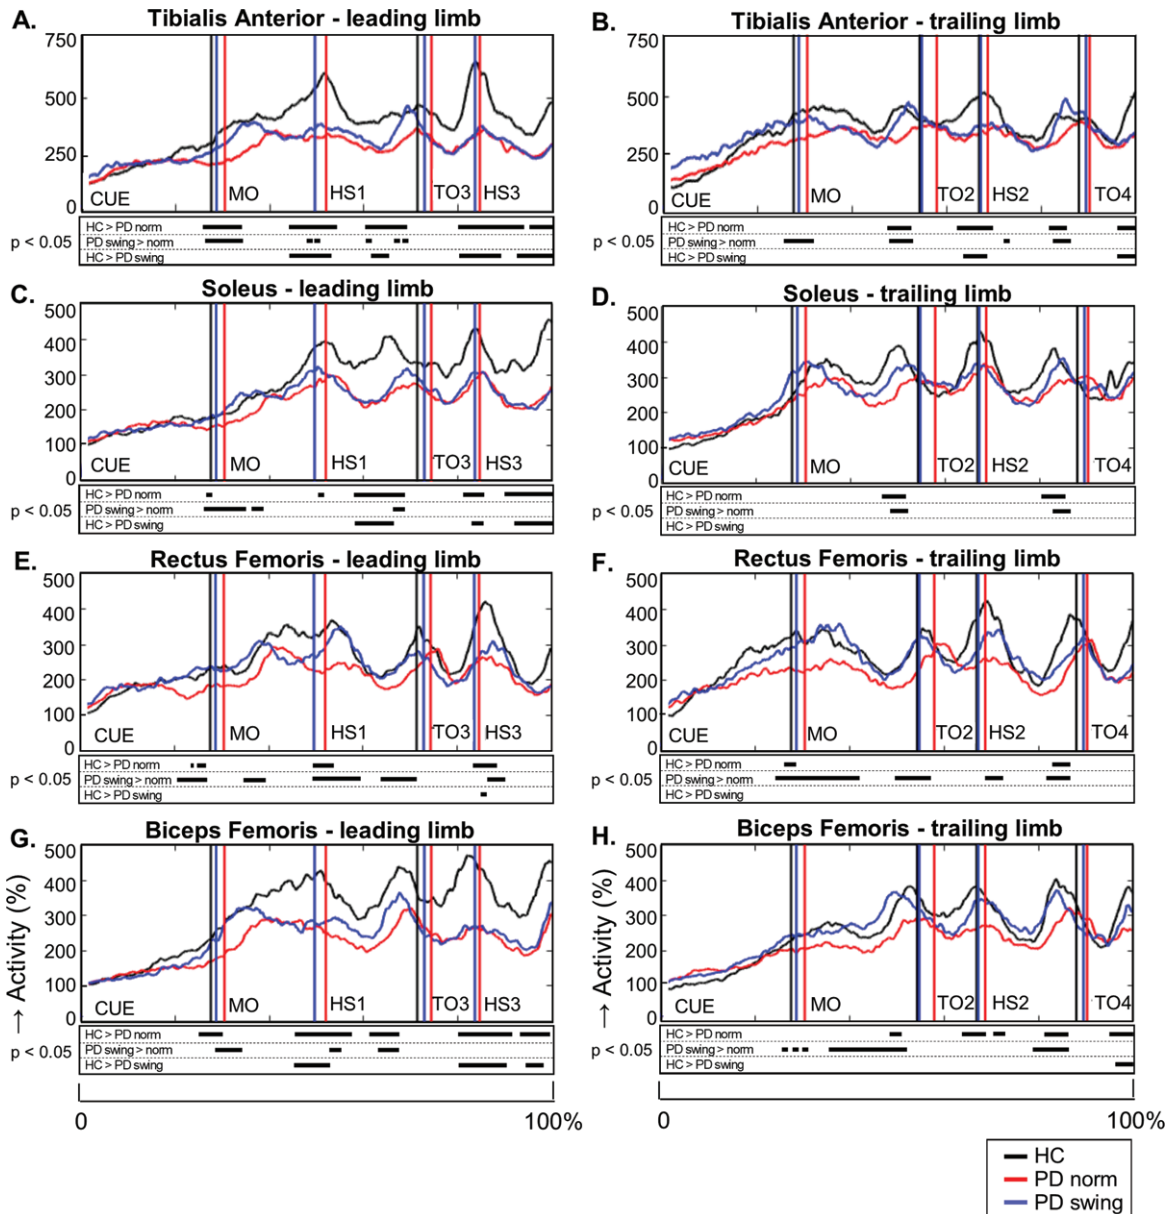 A. Tibialis Anterior - leading limb
750
500
250
0
CUE MO HS1 TO3 HS3
p < 0.05
HC > PD norm
PD swing > norm
HC > PD swing
B. Tibialis Anterior - trailing limb
750
500
250
0
CUE MO TO2 HS2 TO4
p < 0.05
HC > PD norm
PD swing > norm
HC > PD swing
C. Soleus - leading limb
500
400
300
200
100
0
CUE MO HS1 TO3 HS3
p < 0.05
HC > PD norm
PD swing > norm
HC > PD swing
D. Soleus - trailing limb
500
400
300
200
100
0
CUE MO TO2 HS2 TO4
p < 0.05
HC > PD norm
PD swing > norm
HC > PD swing
E. Rectus Femoris - leading limb
500
400
300
200
100
0
CUE MO HS1 TO3 HS3
p < 0.05
HC > PD norm
PD swing > norm
HC > PD swing
F. Rectus Femoris - trailing limb
500
400
300
200
100
0
CUE MO TO2 HS2 TO4
p < 0.05
HC > PD norm
PD swing > norm
HC > PD swing
G. Biceps Femoris - leading limb
→ Activity (%)
500
400
300
200
100
0
CUE MO HS1 TO3 HS3
p < 0.05
HC > PD norm
PD swing > norm
HC > PD swing
0 100%
H. Biceps Femoris - trailing limb
→ Activity (%)
500
400
300
200
100
0
CUE MO TO2 HS2 TO4
p < 0.05
HC > PD norm
PD swing > norm
HC > PD swing
0 100%
HC
PD norm
PD swing